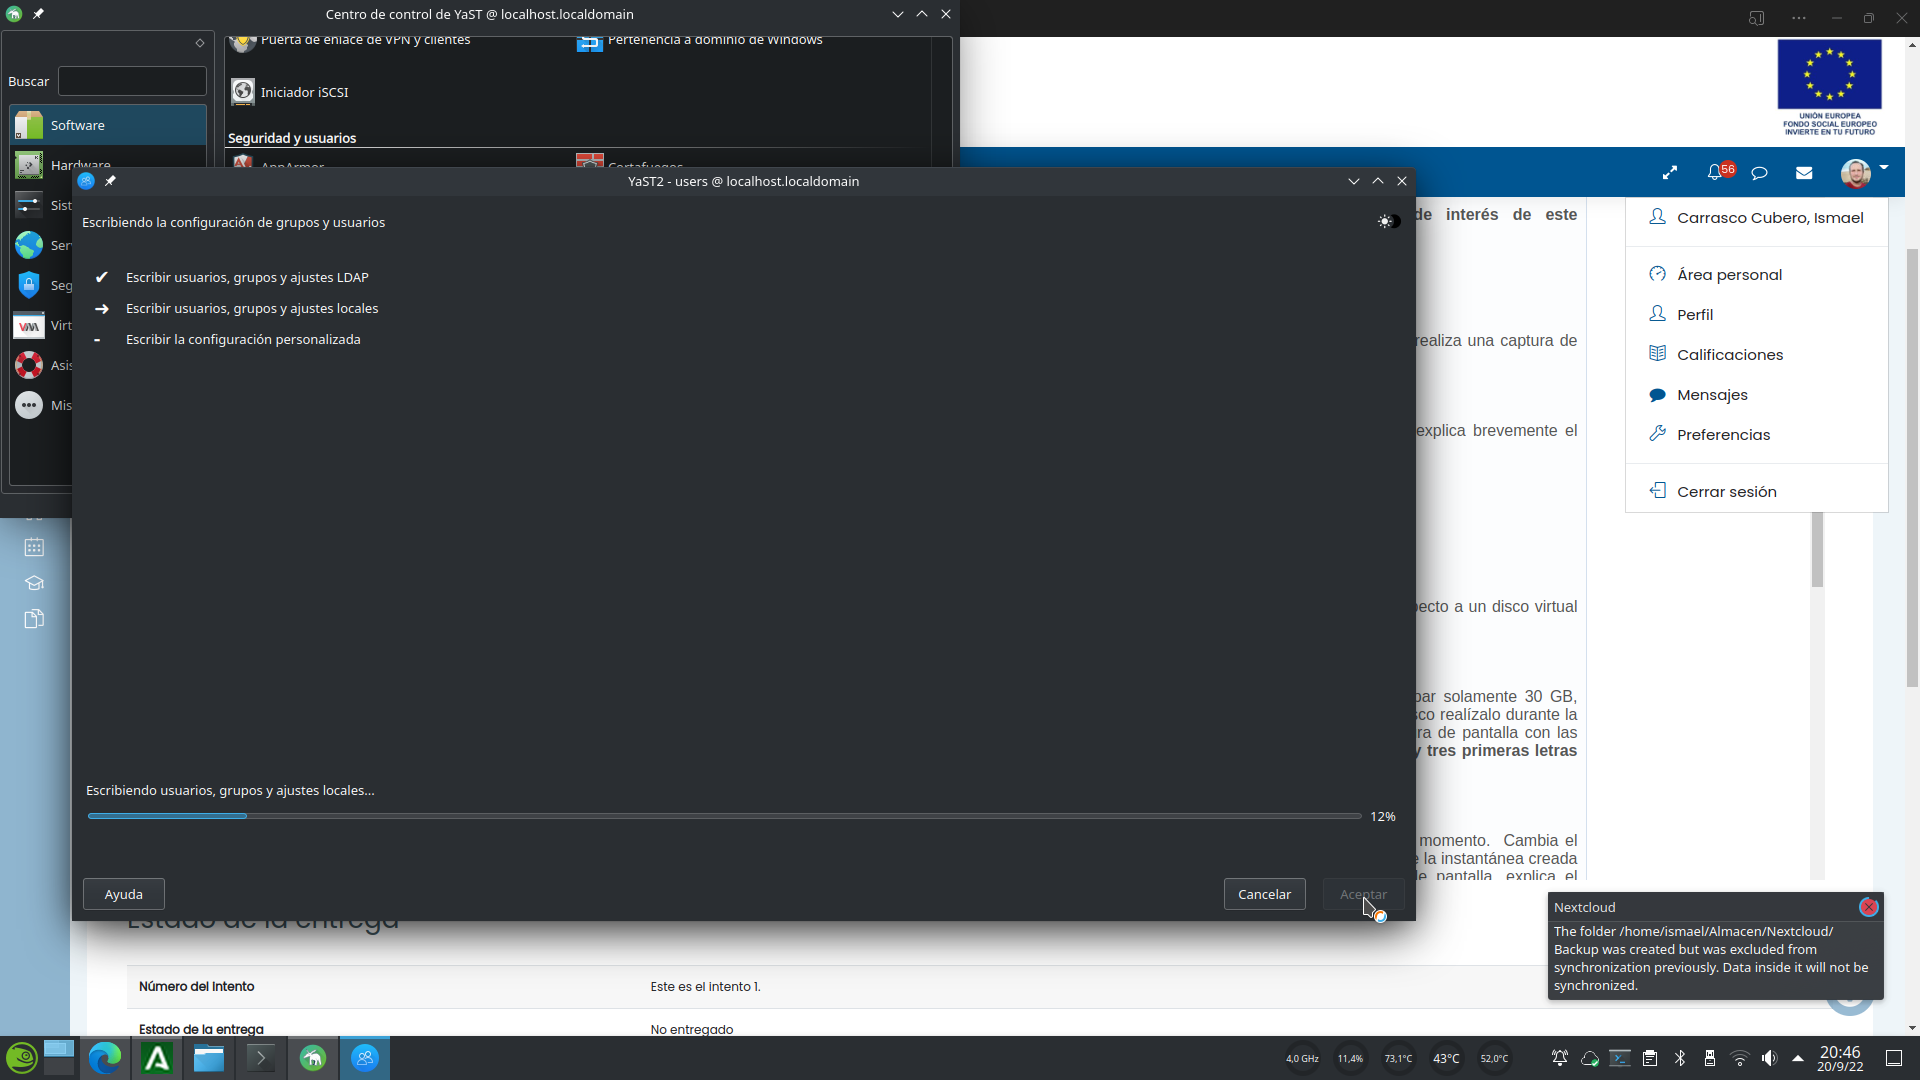 Centro de control de YaST @ localhost.localdomain
Puerta de enlace de VPN y clientes
Pertenencia a dominio de Windows
Buscar
Iniciador iSCSI
Software
Seguridad y usuarios
Hardware
AppArmor
Cortafuegos
Sist
Ser
Seg
Virt
Asis
Mis
UNIÓN EUROPEA
FONDO SOCIAL EUROPEO
INVIERTE EN TU FUTURO
56
YaST2 - users @ localhost.localdomain
Escribiendo la configuración de grupos y usuarios
Escribir usuarios, grupos y ajustes LDAP
Escribir usuarios, grupos y ajustes locales
Escribir la configuración personalizada
Escribiendo usuarios, grupos y ajustes locales...
12%
Ayuda
Cancelar
Aceptar
de interés de este
realiza una captura de
explica brevemente el
pecto a un disco virtual
par solamente 30 GB,
sco realízalo durante la
ra de pantalla con las
y tres primeras letras
momento. Cambia el
e la instantánea creada
de pantalla, explica el
Carrasco Cubero, Ismael
Área personal
Perfil
Calificaciones
Mensajes
Preferencias
Cerrar sesión
Estado de la entrega
Número del Intento
Este es el intento 1.
Estado de la entrega
No entregado
Nextcloud
The folder /home/ismael/Almacen/Nextcloud/
Backup was created but was excluded from
synchronization previously. Data inside it will not be
synchronized.
4,0 GHz
11,4%
73,1°C
43°C
52,0°C
20:46
20/9/22